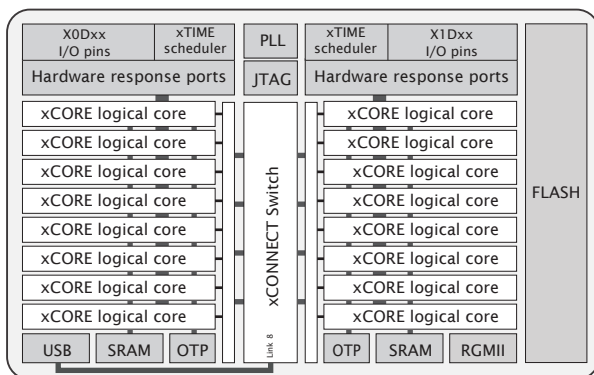 X0Dxx
I/O pins
xTIME
scheduler
PLL
xTIME
scheduler
X1Dxx
I/O pins
Hardware response ports
JTAG
Hardware response ports
xCORE logical core
xCORE logical core
xCORE logical core
xCORE logical core
xCORE logical core
xCORE logical core
xCORE logical core
xCORE logical core
xCONNECT Switch
Link 8
xCORE logical core
xCORE logical core
xCORE logical core
xCORE logical core
xCORE logical core
xCORE logical core
xCORE logical core
xCORE logical core
FLASH
USB
SRAM
OTP
OTP
SRAM
RGMII